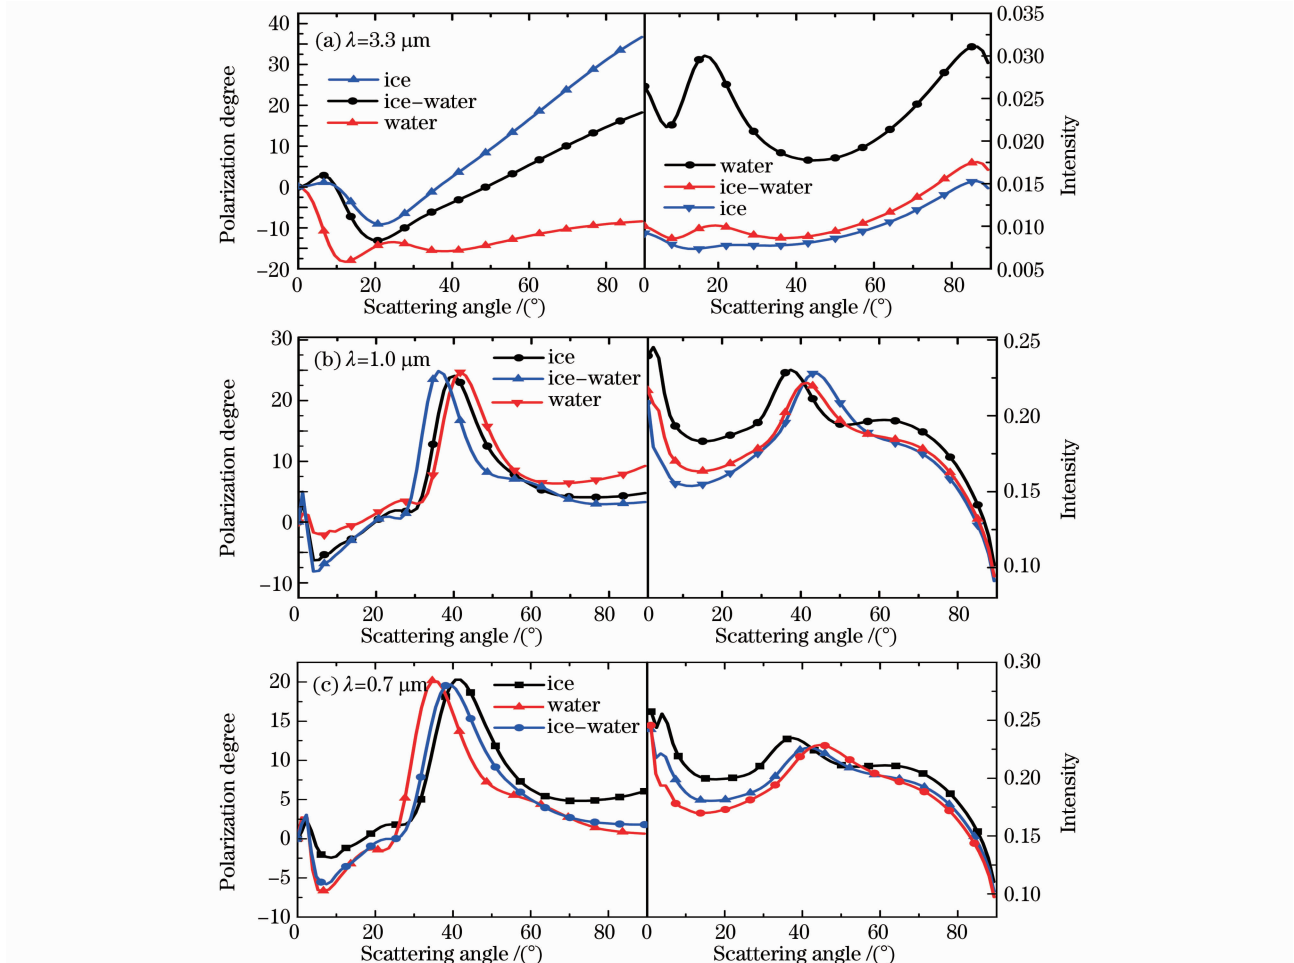 (a) λ=3.3 μm
ice
ice−water
water
Polarization degree
40
30
20
10
0
−10
−20
0
20
40
60
80
Scattering angle /(°)
water
ice−water
ice
0.035
0.030
0.025
0.020
0.015
0.010
0.005
Intensity
0
20
40
60
80
Scattering angle /(°)
(b) λ=1.0 μm
ice
ice−water
water
Polarization degree
30
20
10
0
−10
0
20
40
60
80
Scattering angle /(°)
0.25
0.20
0.15
0.10
Intensity
0
20
40
60
80
Scattering angle /(°)
(c) λ=0.7 μm
ice
water
ice−water
Polarization degree
20
15
10
5
0
−5
−10
0
20
40
60
80
Scattering angle /(°)
0.30
0.25
0.20
0.15
0.10
Intensity
0
20
40
60
80
Scattering angle /(°)